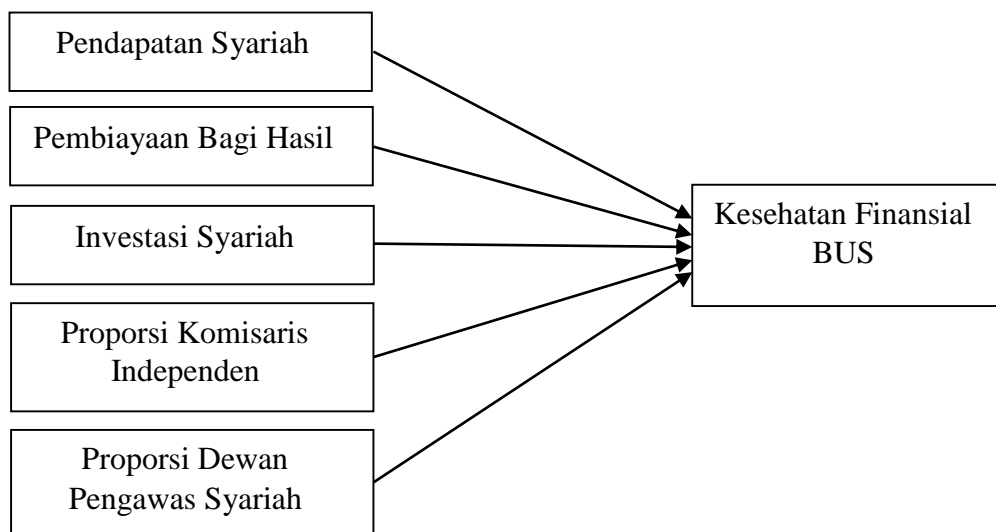 Pendapatan Syariah
Pembiayaan Bagi Hasil
Investasi Syariah
Proporsi Komisaris
Independen
Proporsi Dewan
Pengawas Syariah
Kesehatan Finansial
BUS